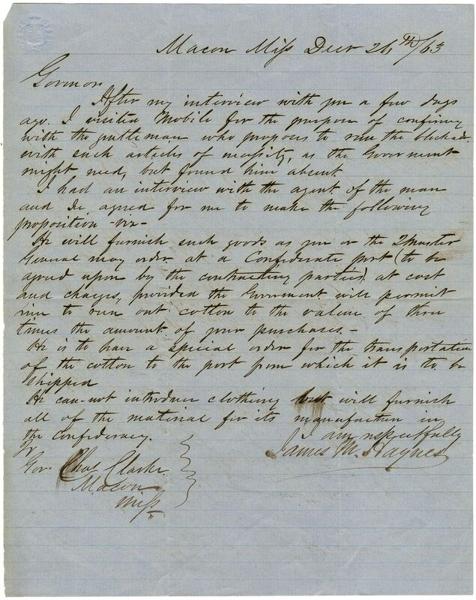 Macon Miss Decr 26th/63
Govenor
After my interview with you a few days
ago. I visited Mobile for the purpose of confering
with the gentleman who proposes to run the blockade
with such articles of necessity, as the Government
might need, but found him absent
I had an interview with the agent of the man
and he agreed for me to make the following
proposition - viz -
He will furnish such goods as you or the 2 Master
General may order at a Confederate port (to be
agreed upon by the contracting parties) at cost
and charges, provided the Government will permit
me to run out cotton to the value of three
times the amount of your purchases. -
He is to have a special order for the transportation
of the cotton to the port from which it is to be
Shipped
He can-not introduce clothing but will furnish
all of the material for its manufacture in
the Confederacy.
I am respectfully
James M. Haynes
Gov Chas Clarke
Macon
Miss